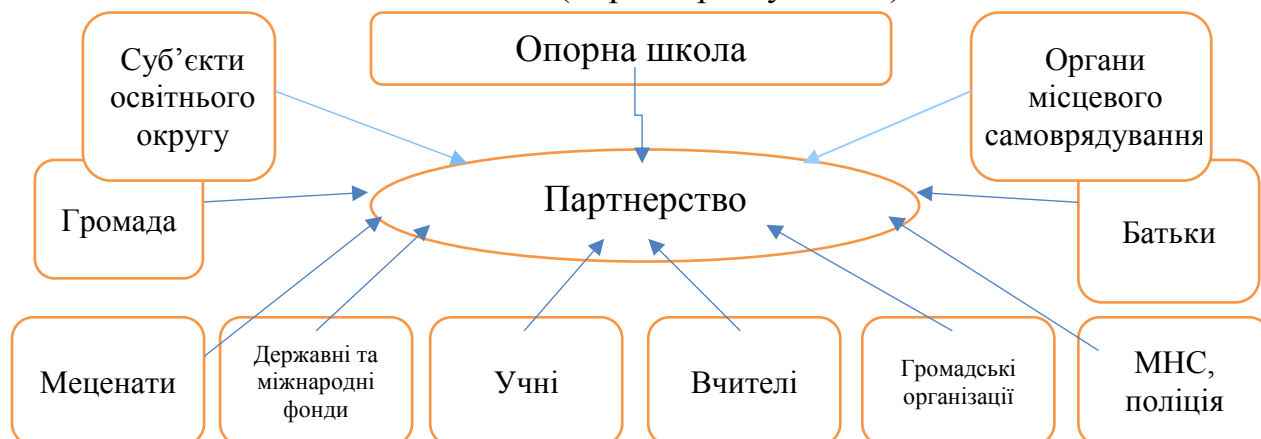 Опорна школа
Суб’єкти
освітнього
округу
Органи
місцевого
самоврядування
Партнерство
Громада
Батьки
Меценати
Державні та
міжнародні
фонди
Учні
Вчителі
Громадські
організації
МНС,
поліція